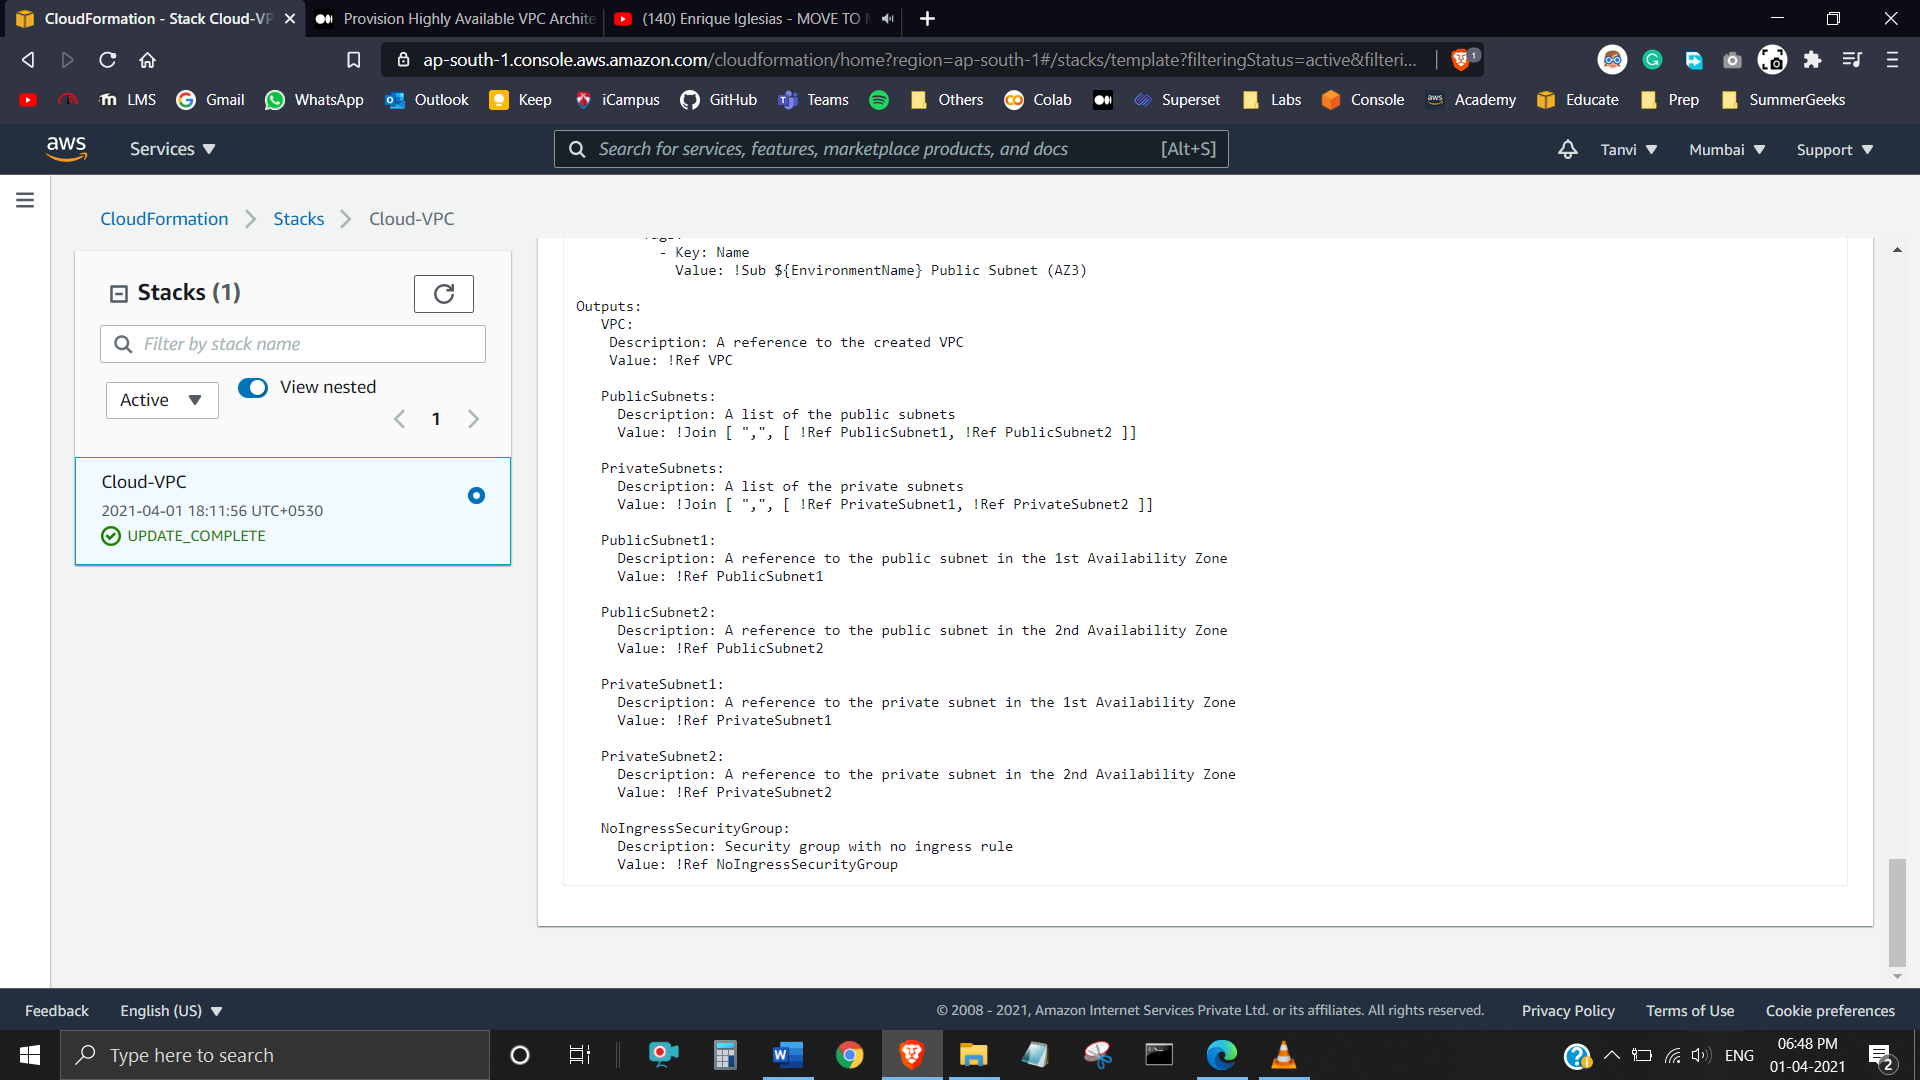 CloudFormation - Stack Cloud-VP
Provision Highly Available VPC Archite
(140) Enrique Iglesias - MOVE TO
ap-south-1.console.aws.amazon.com/cloudformation/home?region=ap-south-1#/stacks/template?filteringStatus=active&filteri...
1
LMS
Gmail
WhatsApp
Outlook
Keep
iCampus
GitHub
Teams
Others
Colab
Superset
Labs
Console
aws
Academy
Educate
Prep
SummerGeeks
aws
Services
Search for services, features, marketplace products, and docs
[Alt+S]
Tanvi
Mumbai
Support
CloudFormation
Stacks
Cloud-VPC
Stacks (1)
Filter by stack name
Active
View nested
1
Cloud-VPC
2021-04-01 18:11:56 UTC+0530
UPDATE_COMPLETE
- Key: Name
Value: !Sub ${EnvironmentName} Public Subnet (AZ3)
Outputs:
VPC:
Description: A reference to the created VPC
Value: !Ref VPC
PublicSubnets:
Description: A list of the public subnets
Value: !Join [ ",", [ !Ref PublicSubnet1, !Ref PublicSubnet2 ]]
PrivateSubnets:
Description: A list of the private subnets
Value: !Join [ ",", [ !Ref PrivateSubnet1, !Ref PrivateSubnet2 ]]
PublicSubnet1:
Description: A reference to the public subnet in the 1st Availability Zone
Value: !Ref PublicSubnet1
PublicSubnet2:
Description: A reference to the public subnet in the 2nd Availability Zone
Value: !Ref PublicSubnet2
PrivateSubnet1:
Description: A reference to the private subnet in the 1st Availability Zone
Value: !Ref PrivateSubnet1
PrivateSubnet2:
Description: A reference to the private subnet in the 2nd Availability Zone
Value: !Ref PrivateSubnet2
NoIngressSecurityGroup:
Description: Security group with no ingress rule
Value: !Ref NoIngressSecurityGroup
Feedback
English (US)
© 2008 - 2021, Amazon Internet Services Private Ltd. or its affiliates. All rights reserved.
Privacy Policy
Terms of Use
Cookie preferences
Type here to search
ENG
06:48 PM
01-04-2021
2